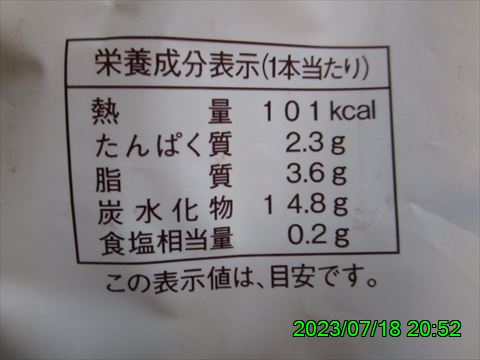 栄養成分表示(1本当たり)
熱量 101kcal
たんぱく質 2.3g
脂質 3.6g
炭水化物 14.8g
食塩相当量 0.2g
この表示値は、目安です。
2023/07/18 20:52